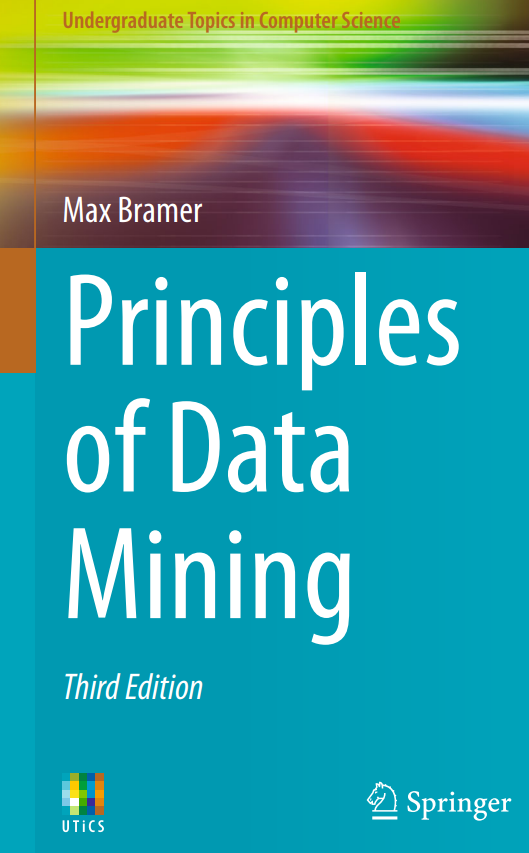 Undergraduate Topics in Computer Science
Max Bramer
Principles
of Data
Mining
Third Edition
UTiCS
Springer